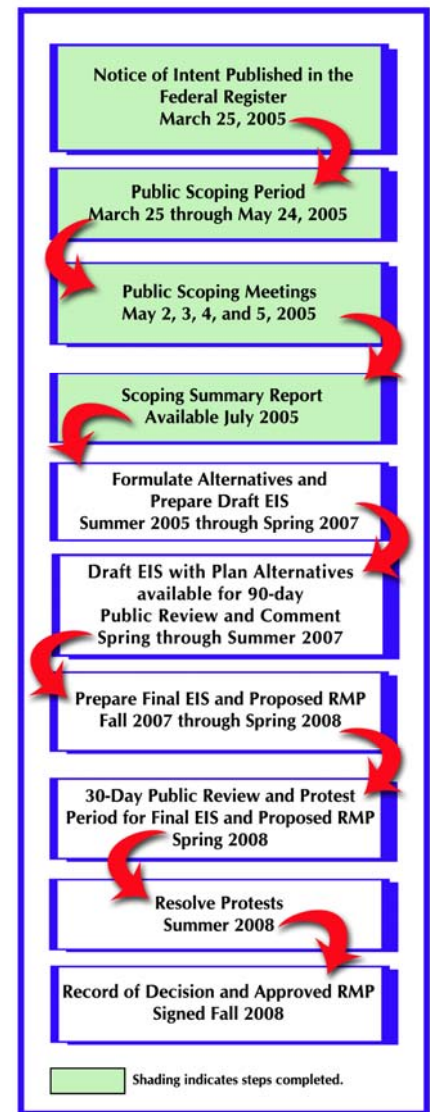 Notice of Intent Published in the
Federal Register
March 25, 2005
Public Scoping Period
March 25 through May 24, 2005
Public Scoping Meetings
May 2, 3, 4, and 5, 2005
Scoping Summary Report
Available July 2005
Formulate Alternatives and
Prepare Draft EIS
Summer 2005 through Spring 2007
Draft EIS with Plan Alternatives
available for 90-day
Public Review and Comment
Spring through Summer 2007
Prepare Final EIS and Proposed RMP
Fall 2007 through Spring 2008
30-Day Public Review and Protest
Period for Final EIS and Proposed RMP
Spring 2008
Resolve Protests
Summer 2008
Record of Decision and Approved RMP
Signed Fall 2008
Shading indicates steps completed.